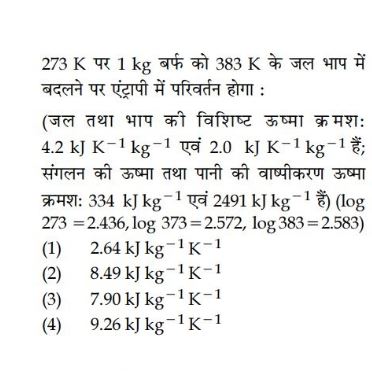 273 K पर 1 kg बर्फ को 383 K के जल भाप में
बदलने पर एंट्रापी में परिवर्तन होगा :
(जल तथा भाप की विशिष्ट ऊष्मा क्रमश:
4.2 kJ K⁻¹ kg⁻¹ एवं 2.0 kJ K⁻¹ kg⁻¹ हैं;
संगलन की ऊष्मा तथा पानी की वाष्पीकरण ऊष्मा
क्रमश: 334 kJ kg⁻¹ एवं 2491 kJ kg⁻¹ हैं) (log
273 = 2.436, log 373 = 2.572, log 383 = 2.583)
(1) 2.64 kJ kg⁻¹ K⁻¹
(2) 8.49 kJ kg⁻¹ K⁻¹
(3) 7.90 kJ kg⁻¹ K⁻¹
(4) 9.26 kJ kg⁻¹ K⁻¹